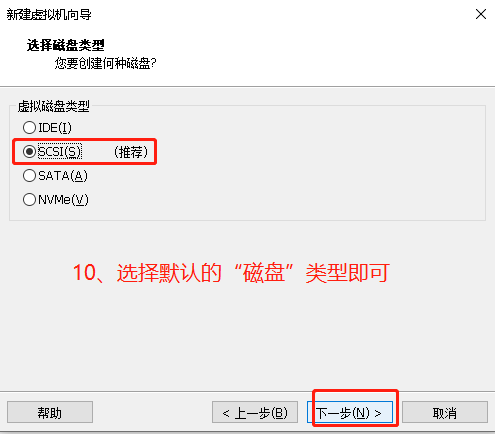 新建虚拟机向导
选择磁盘类型
您要创建何种磁盘?
虚拟磁盘类型
IDE(I)
SCSI(S) (推荐)
SATA(A)
NVMe(V)
10、选择默认的“磁盘”类型即可
帮助 < 上一步(B) 下一步(N) > 取消